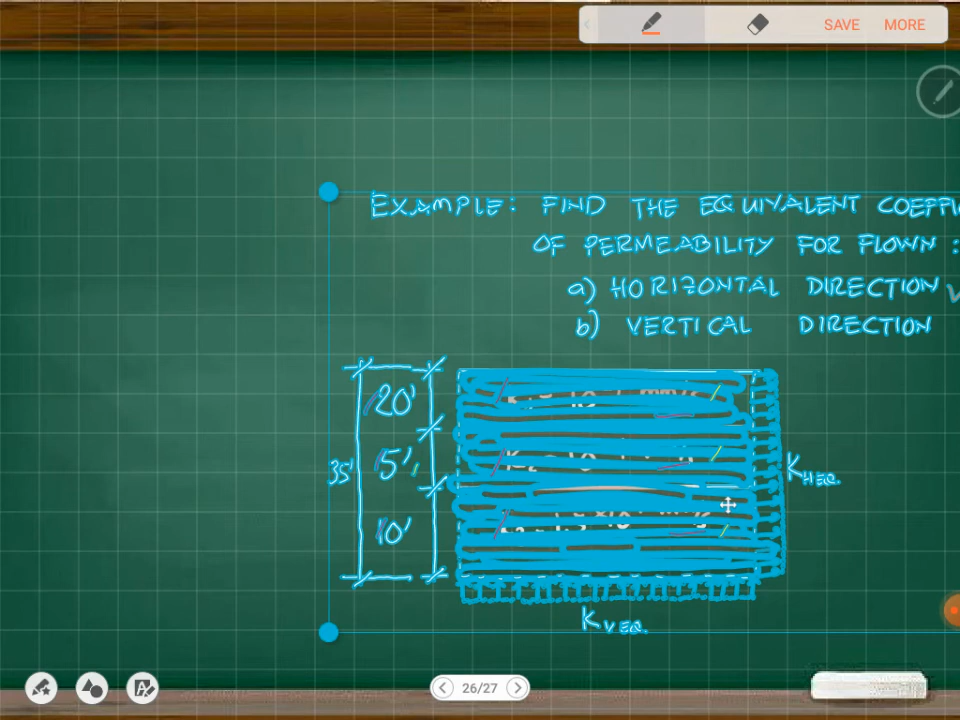 SAVE MORE
EXAMPLE: FIND THE EQUIVALENT COEFFI
OF PERMEABILITY FOR FLOWN :
a) HORIZONTAL DIRECTION
b) VERTICAL DIRECTION
20'
35' 5'
10'
KHEQ.
KVEQ.
26/27